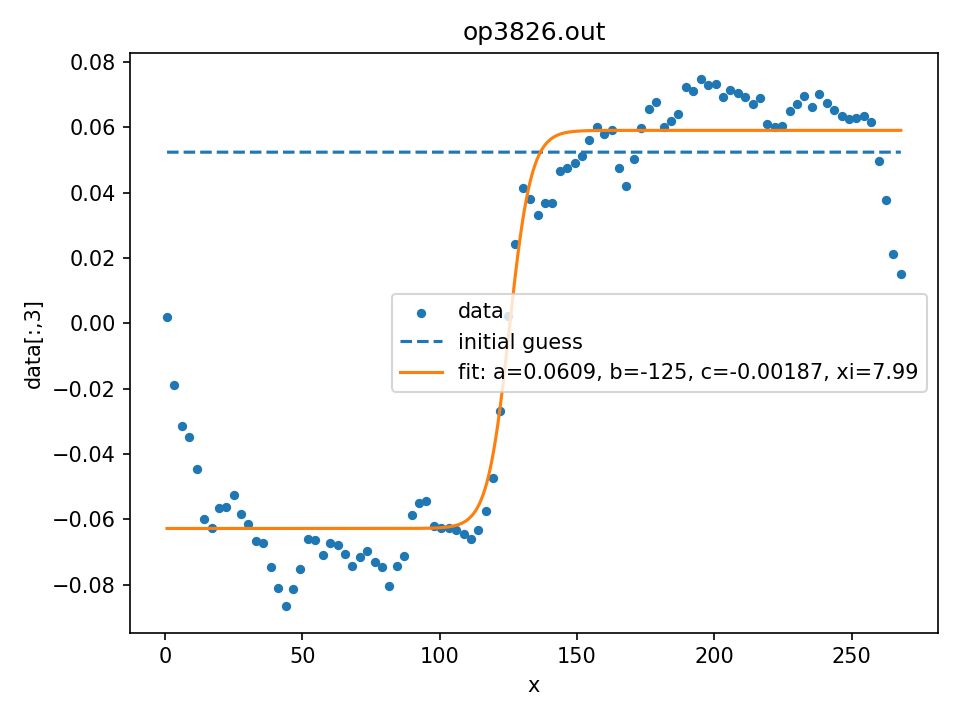 op3826.out
0.08
0.06
0.04
0.02
0.00
−0.02
−0.04
−0.06
−0.08
data[:,3]
data
initial guess
fit: a=0.0609, b=-125, c=-0.00187, xi=7.99
0 50 100 150 200 250
x